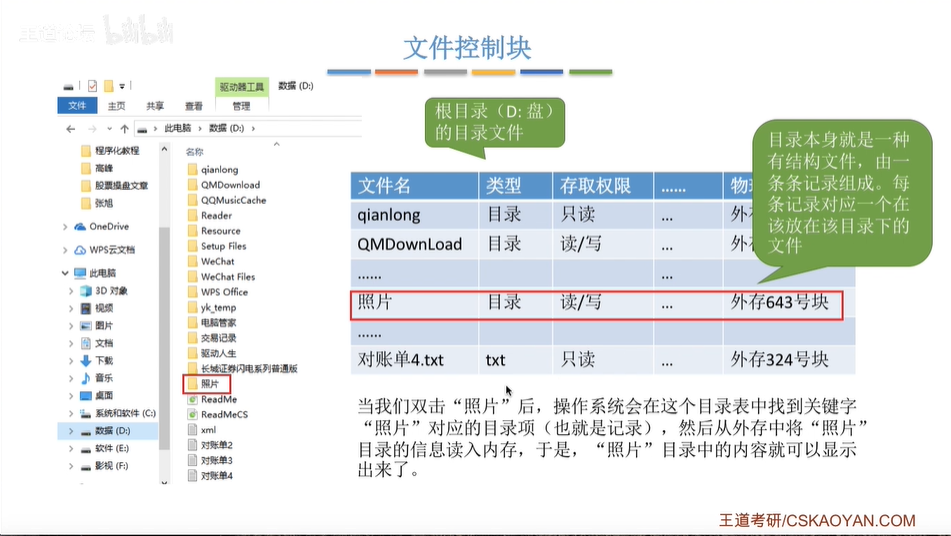 bilibili
文件控制块
驱动器工具 数据 (D:)
文件 主页 共享 查看 管理
此电脑 数据 (D:)
程序化教程
高峰
股票操盘文章
张旭
OneDrive
WPS云文档
此电脑
3D 对象
视频
图片
文档
下载
音乐
桌面
系统和软件 (C:)
数据 (D:)
软件 (E:)
影视 (F:)
名称
qianlong
QMDownload
QQMusicCache
Reader
Resource
Setup Files
WeChat
WeChat Files
WPS Office
yk_temp
电脑管家
交易记录
驱动人生
长城证券闪电系列普通版
照片
ReadMe
ReadMeCS
xml
对账单2
对账单3
对账单4
根目录（D: 盘）
的目录文件
目录本身就是一种
有结构文件，由一
条条记录组成。每
条记录对应一个在
该放在该目录下的
文件
文件名 类型 存取权限 ……
qianlong 目录 只读 ...
QMDownLoad 目录 读/写 ...
…… ...
照片 目录 读/写 ... 外存643号块
……
对账单4.txt txt 只读 ... 外存324号块
当我们双击“照片”后，操作系统会在这个目录表中找到关键字
“照片”对应的目录项（也就是记录），然后从外存中将“照片”
目录的信息读入内存，于是，“照片”目录中的内容就可以显示
出来了。
王道考研/CSKAOYAN.COM